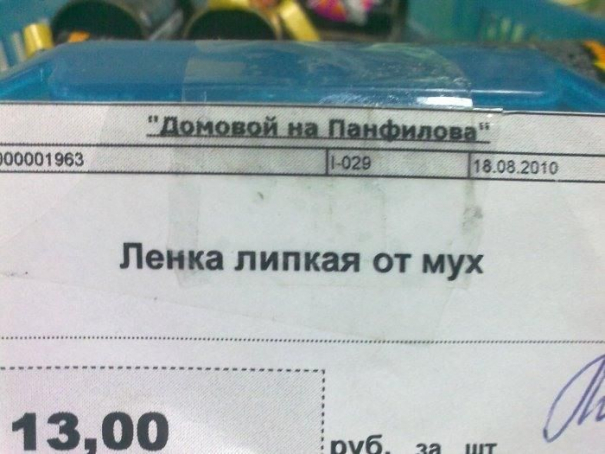 "Домовой на Панфилова"
000001963 I-029 18.08.2010
Ленка липкая от мух
13,00
руб. за шт